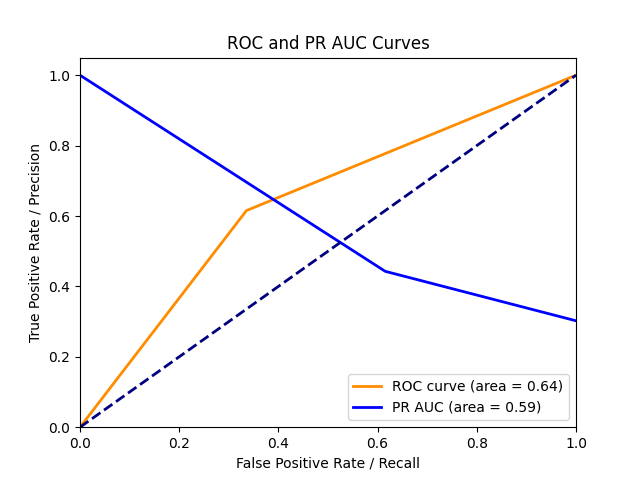 ROC and PR AUC Curves
1.0
0.8
0.6
0.4
0.2
0.0
True Positive Rate / Precision
ROC curve (area = 0.64)
PR AUC (area = 0.59)
0.0 0.2 0.4 0.6 0.8 1.0
False Positive Rate / Recall